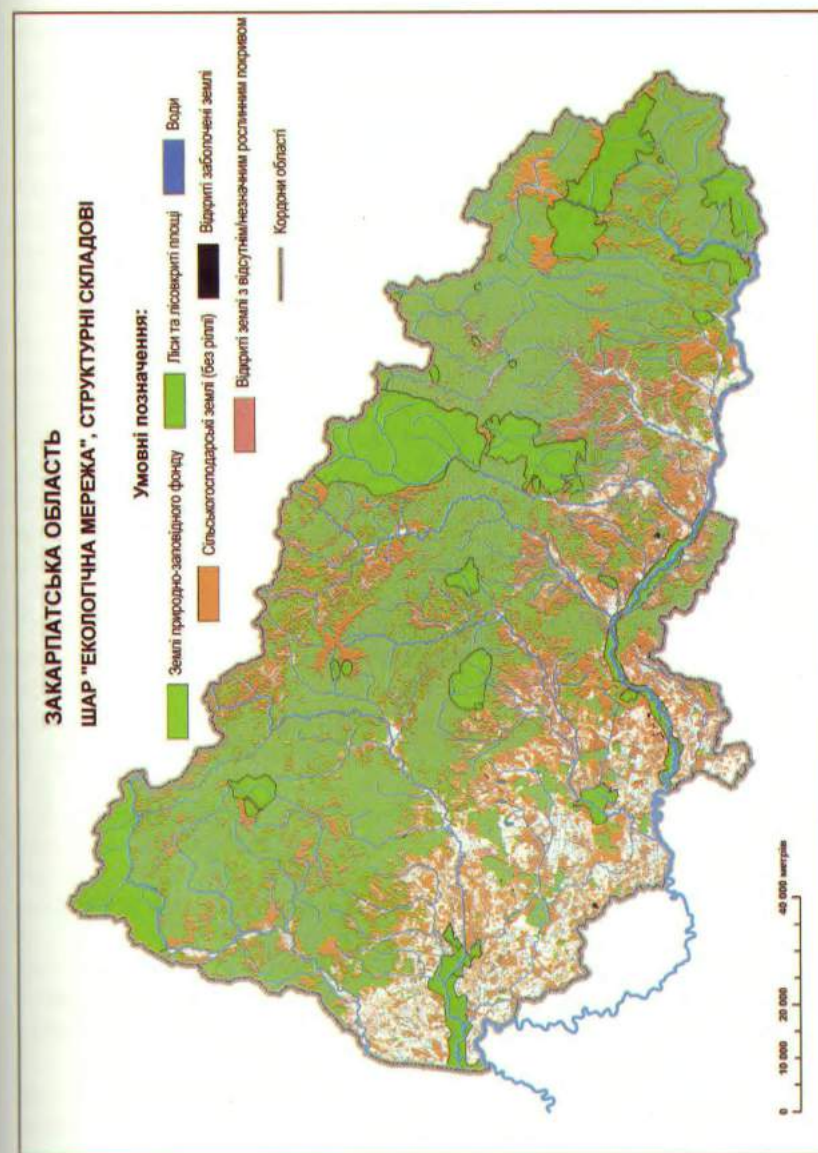 ЗАКАРПАТСЬКА ОБЛАСТЬ
ШАР "ЕКОЛОГІЧНА МЕРЕЖА", СТРУКТУРНІ СКЛАДОВІ
Умовні позначення:
Землі природно-заповідного фонду
Ліси та лісовкриті площі
Води
Сільськогосподарські землі (без ріллі)
Відкриті заболочені землі
Відкриті землі з відсутнім/незначним рослинним покривом
Кордони області
0 10 000 20 000 40 000 метрів